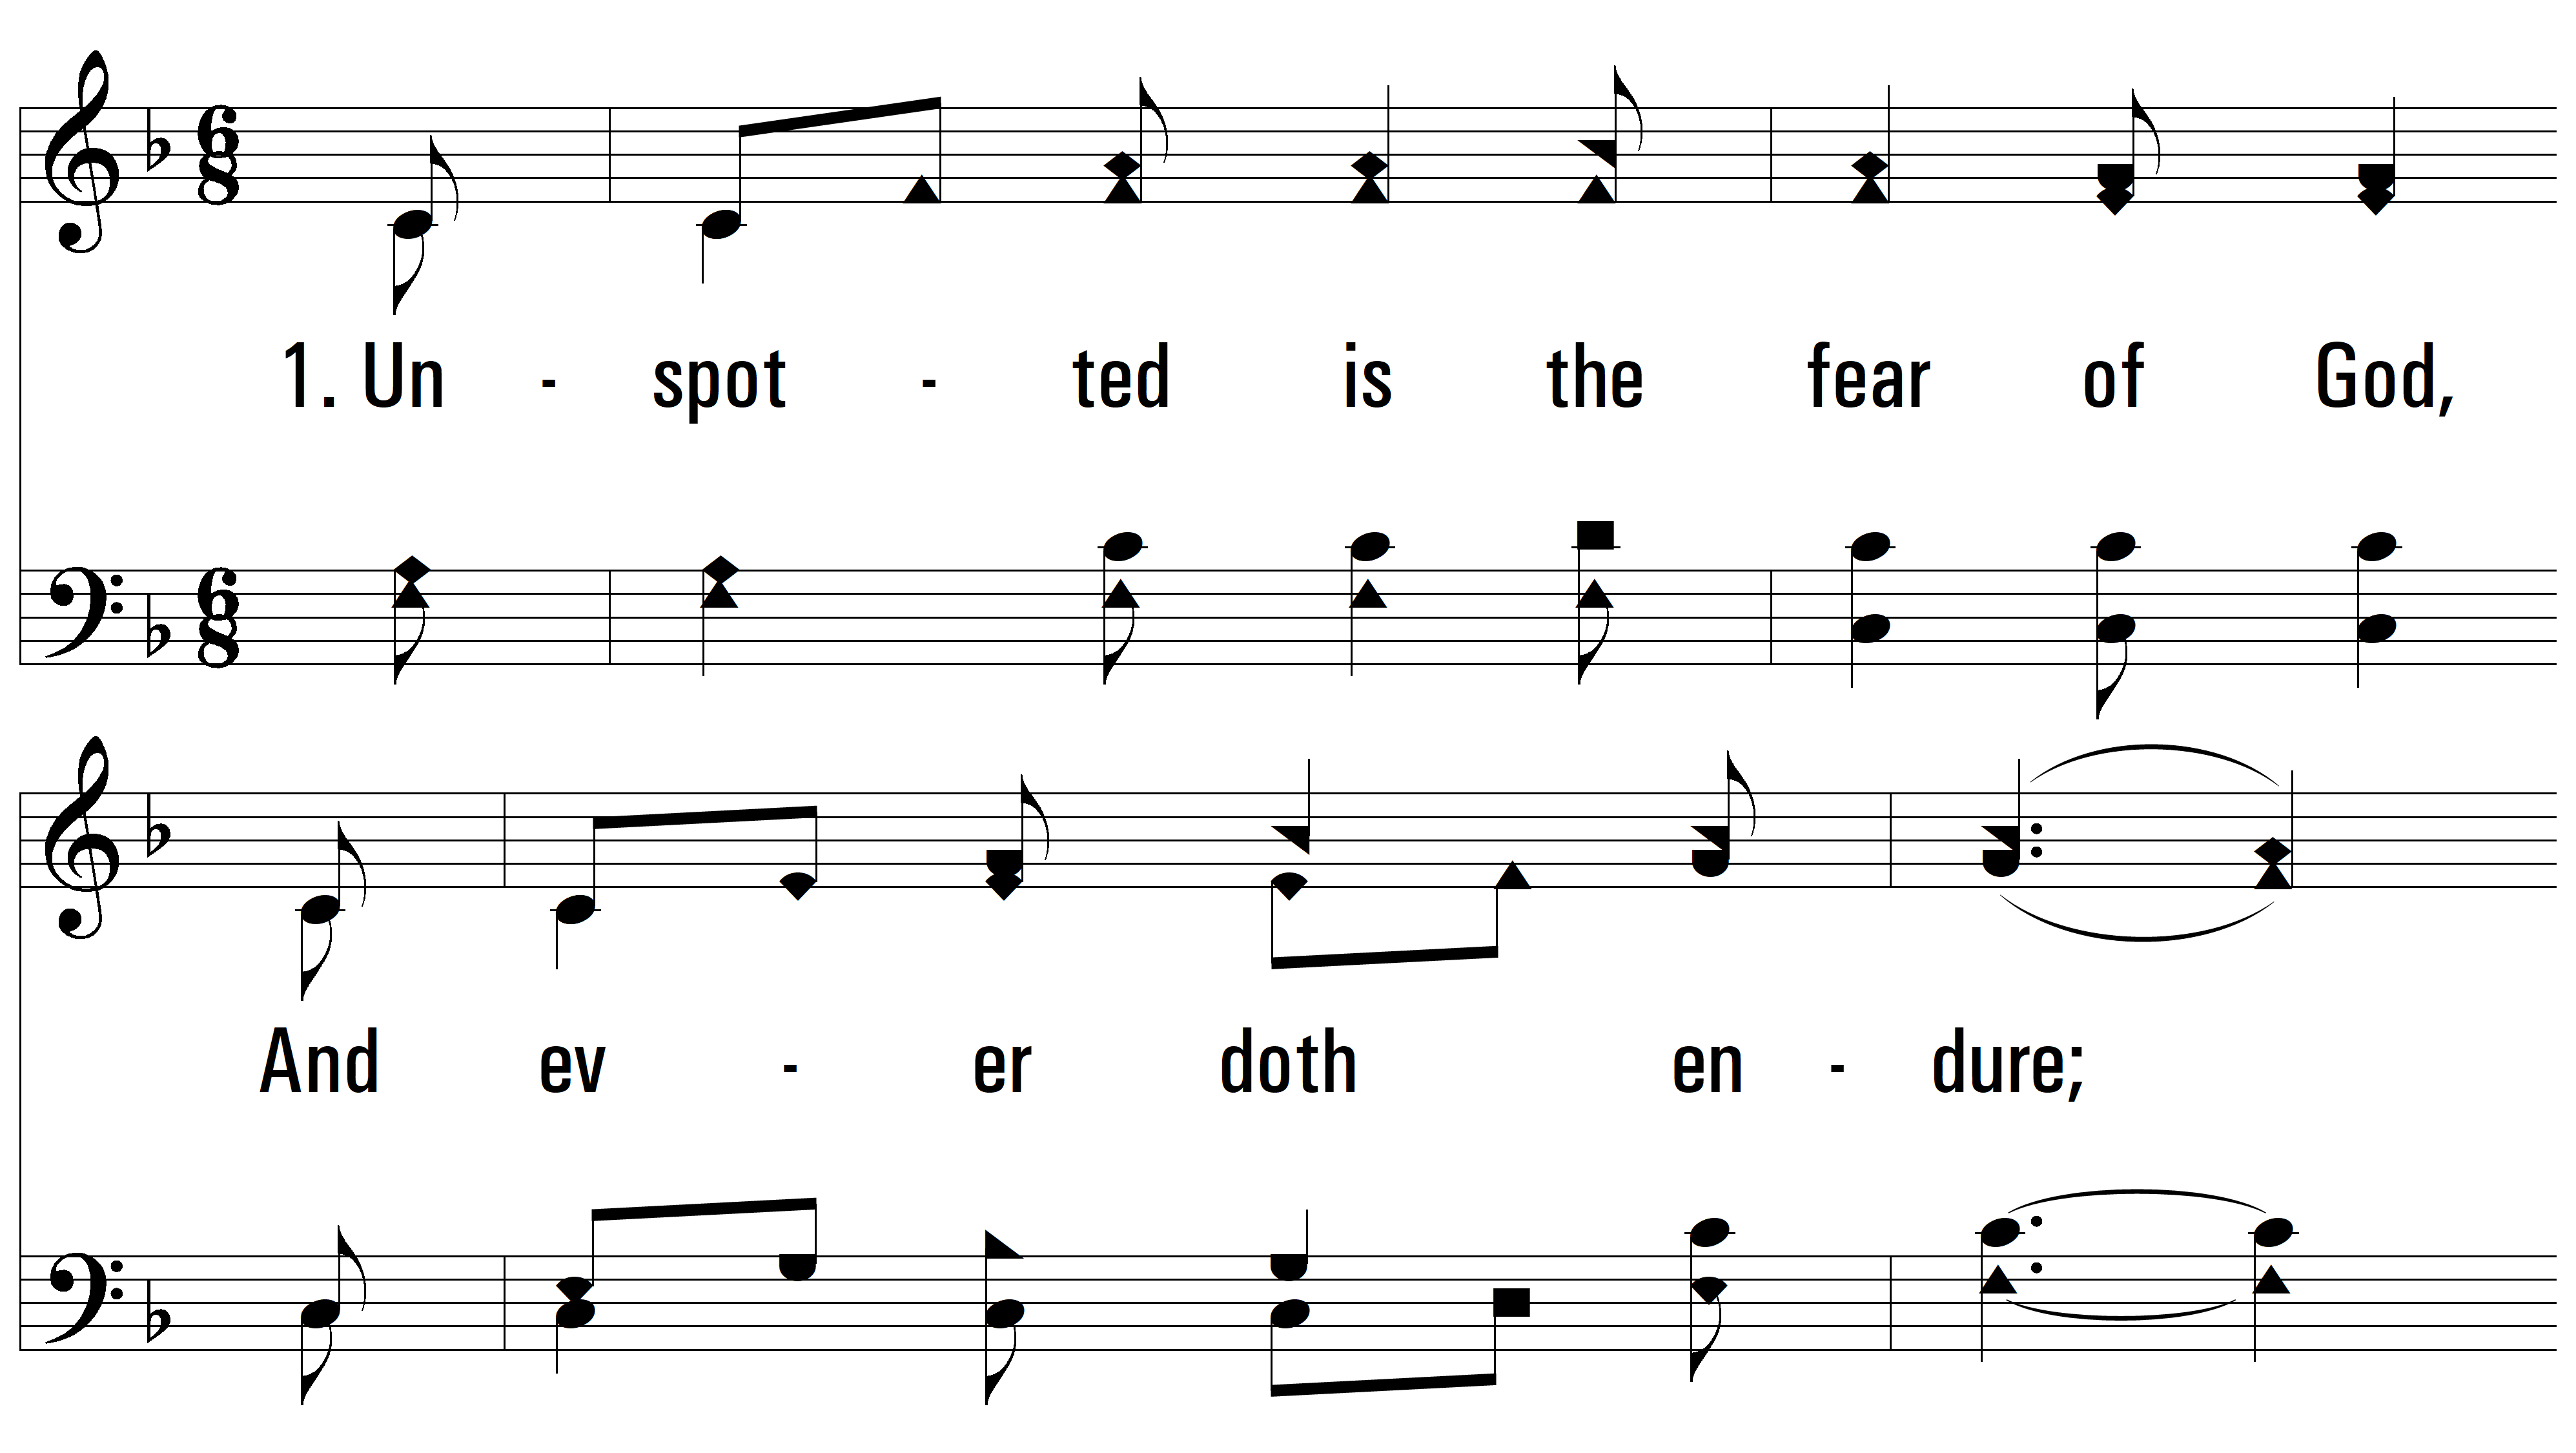 1. Un - spot - ted is the fear of God,
And ev - er doth en - dure;